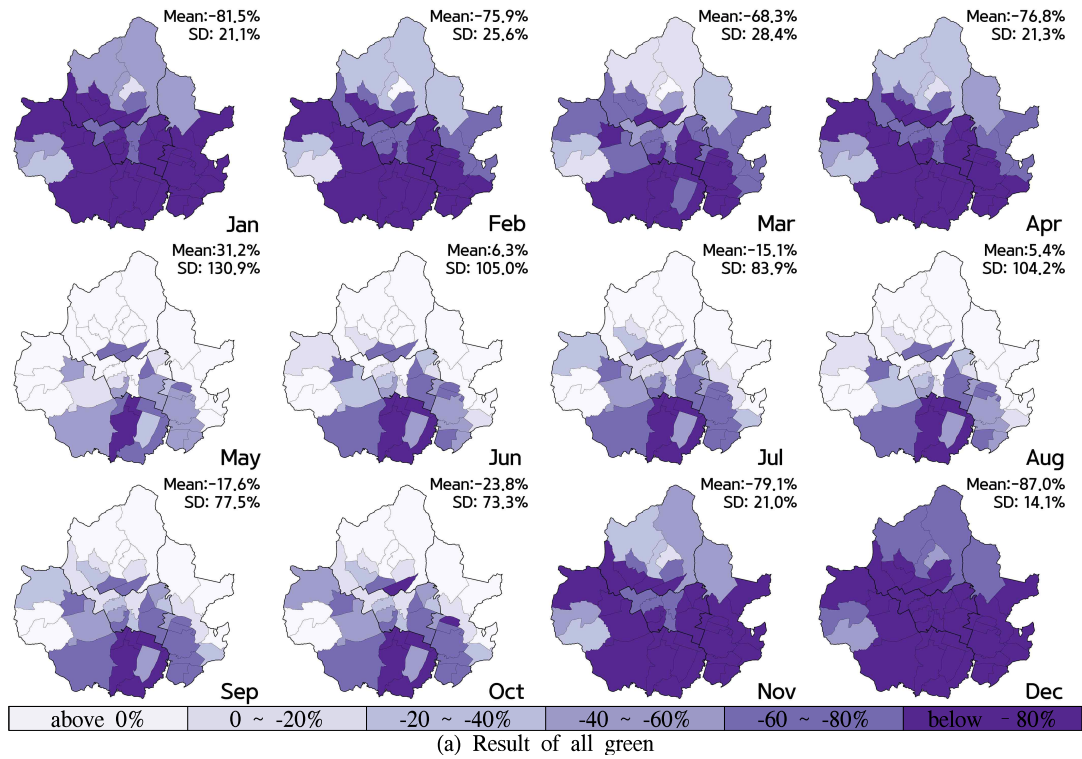 Mean:-81.5%
SD: 21.1%
Jan
Mean:-75.9%
SD: 25.6%
Feb
Mean:-68.3%
SD: 28.4%
Mar
Mean:-76.8%
SD: 21.3%
Apr
Mean:31.2%
SD: 130.9%
May
Mean:6.3%
SD: 105.0%
Jun
Mean:-15.1%
SD: 83.9%
Jul
Mean:5.4%
SD: 104.2%
Aug
Mean:-17.6%
SD: 77.5%
Sep
Mean:-23.8%
SD: 73.3%
Oct
Mean:-79.1%
SD: 21.0%
Nov
Mean:-87.0%
SD: 14.1%
Dec
above 0% 0 ~ -20% -20 ~ -40% -40 ~ -60% -60 ~ -80% below -80%
(a) Result of all green